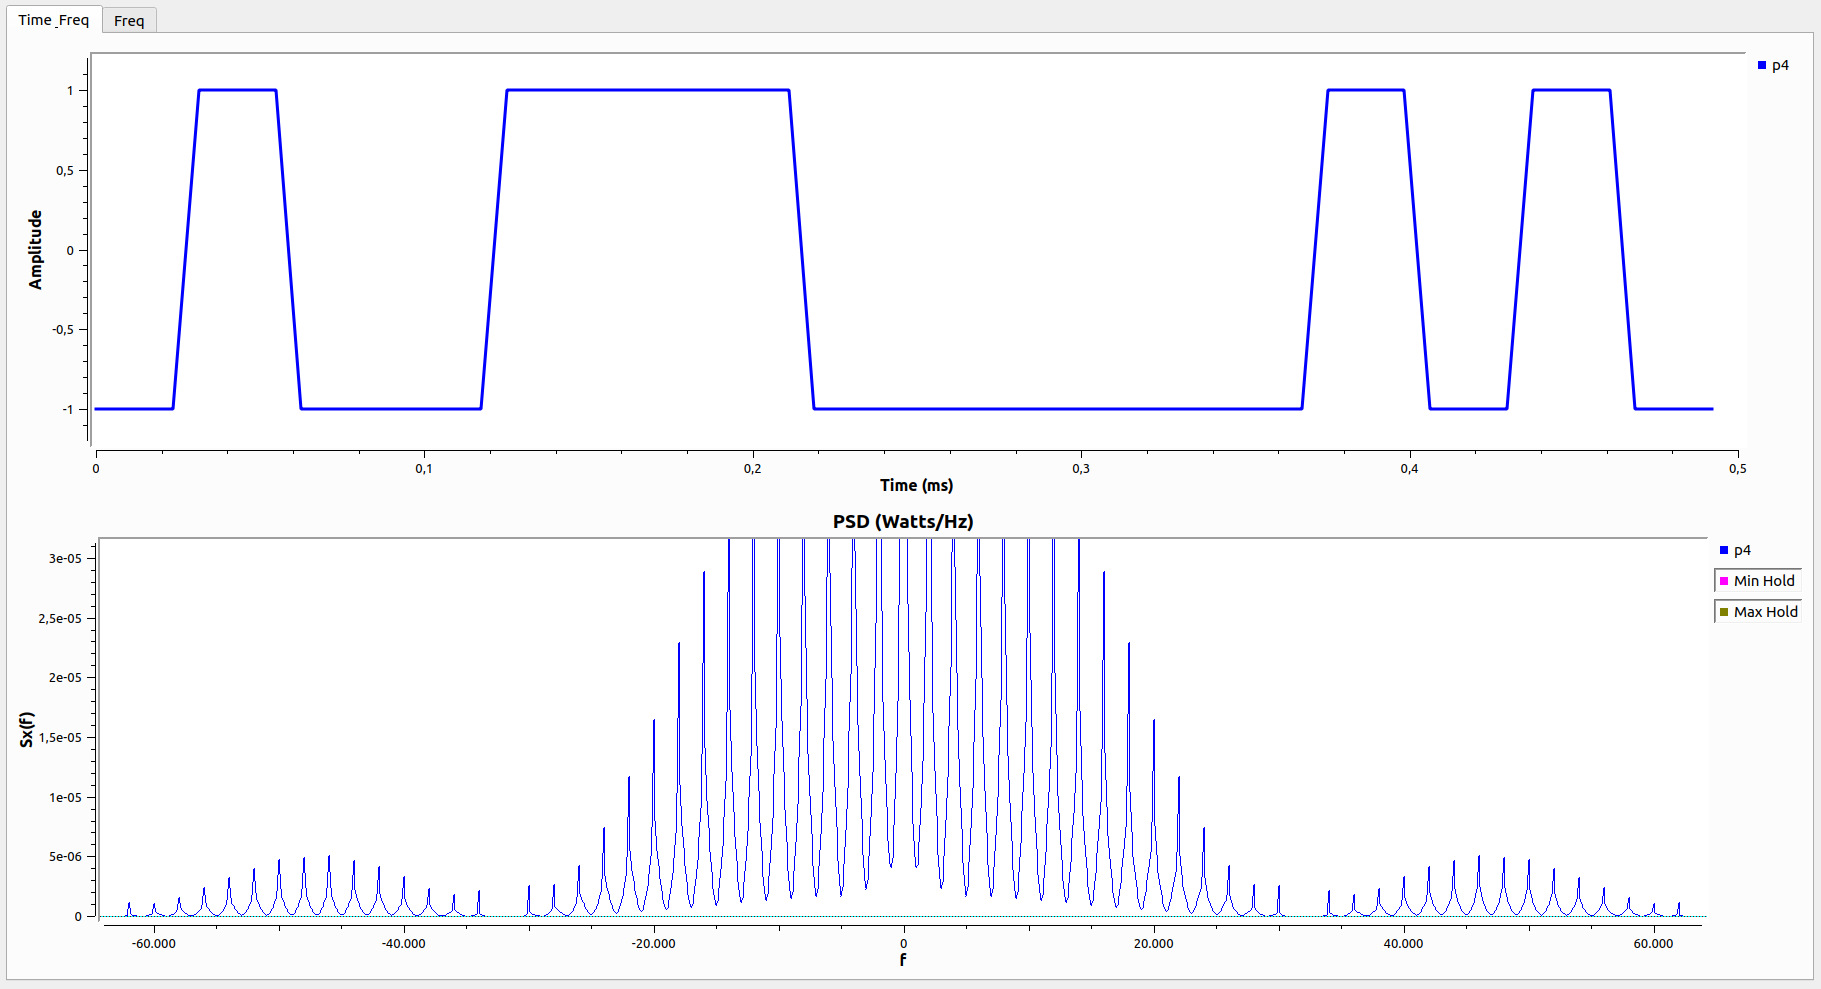 Time_Freq
Freq
p4
1
0,5
0
-0,5
-1
Amplitude
0
0,1
0,2
0,3
0,4
0,5
Time (ms)
PSD (Watts/Hz)
p4
Min Hold
Max Hold
3e-05
2,5e-05
2e-05
1,5e-05
1e-05
5e-06
0
Sx(f)
-60.000
-40.000
-20.000
0
20.000
40.000
60.000
f